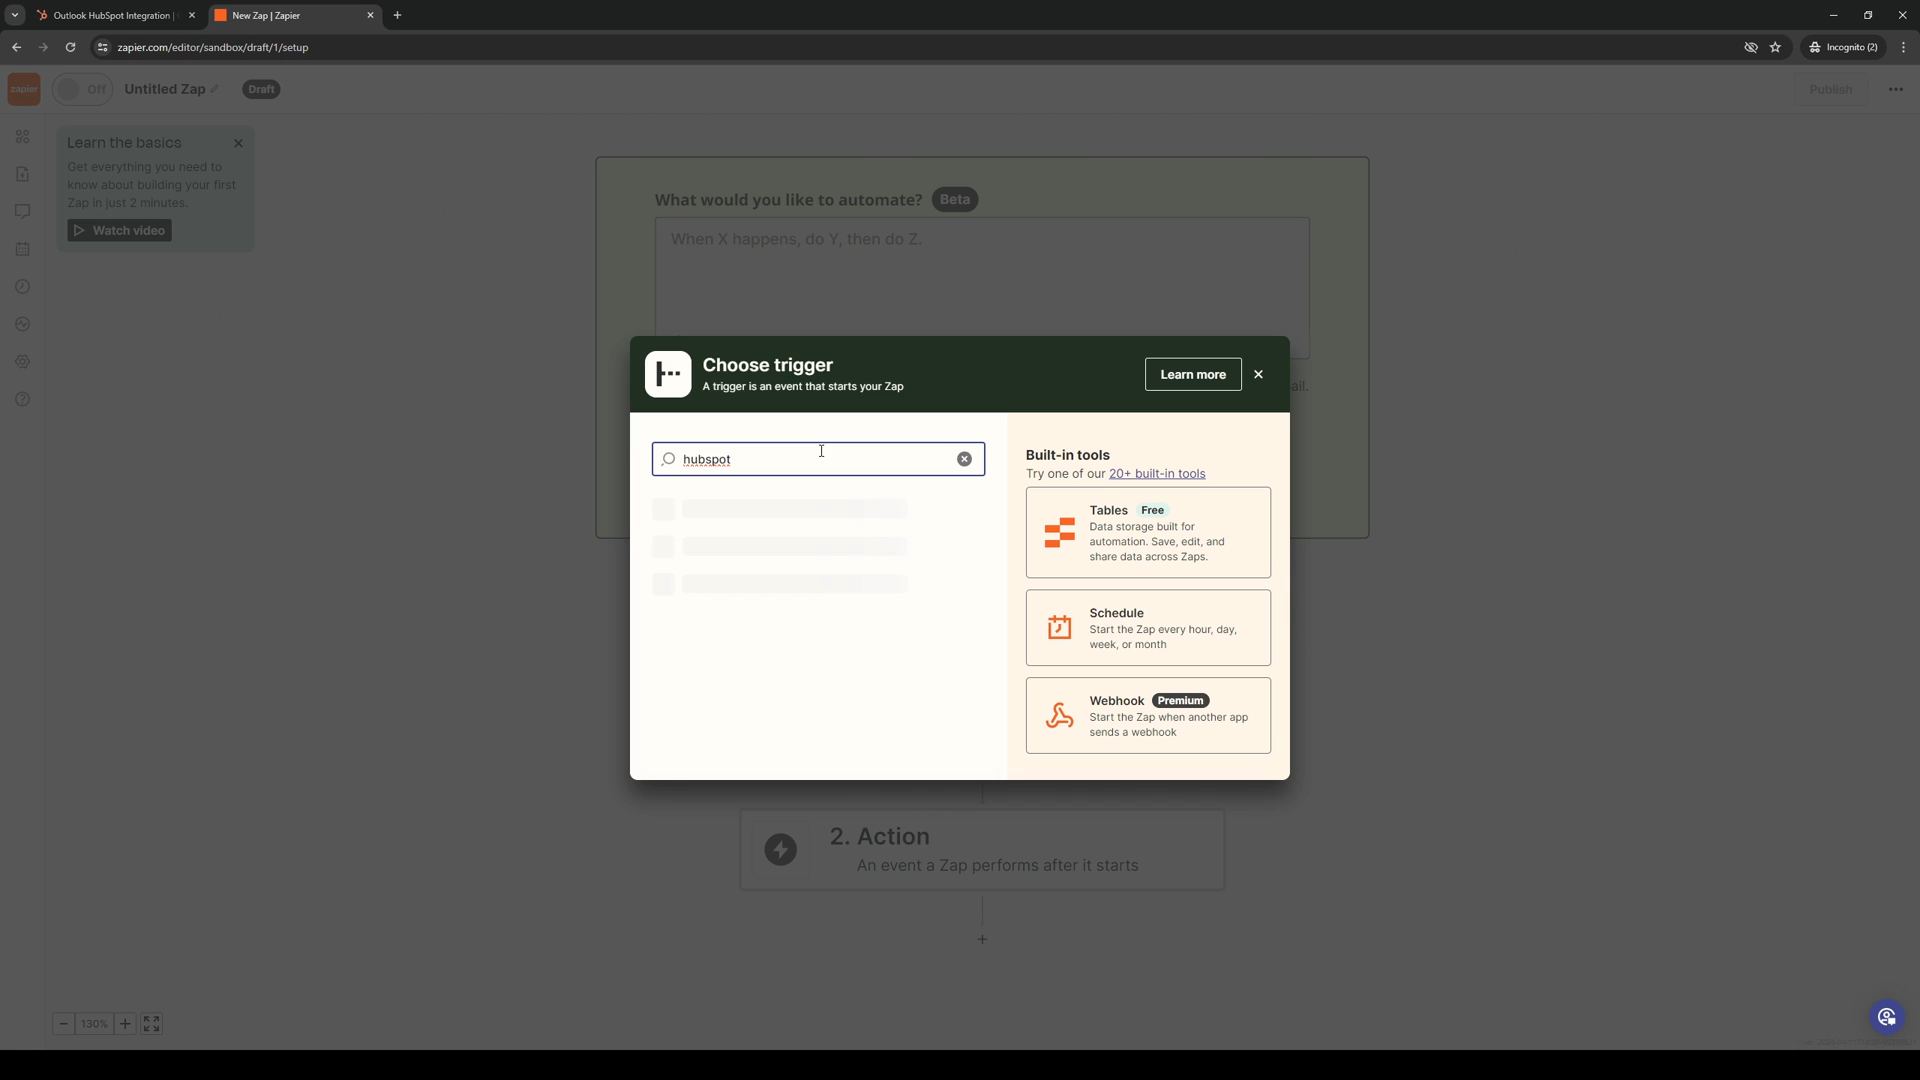 Outlook HubSpot Integration |
New Zap | Zapier
zapier.com/editor/sandbox/draft/1/setup
Incognito (2)
zapier
Off
Untitled Zap
Draft
Publish
Learn the basics
Get everything you need to
know about building your first
Zap in just 2 minutes.
Watch video
What would you like to automate? Beta
When X happens, do Y, then do Z.
Choose trigger
A trigger is an event that starts your Zap
Learn more
ail.
hubspot
Built-in tools
Try one of our 20+ built-in tools
Tables Free
Data storage built for
automation. Save, edit, and
share data across Zaps.
Schedule
Start the Zap every hour, day,
week, or month
Webhook Premium
Start the Zap when another app
sends a webhook
2. Action
An event a Zap performs after it starts
130%